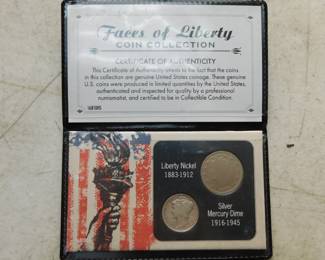 Faces of Liberty
COIN COLLECTION
CERTIFICATE OF AUTHENTICITY
This Certificate of Authenticity attests to the fact that the coins
in this collection are genuine United States coinage. These genuine
U.S. coins were produced in limited quantities by the United States,
authenticated and inspected for quality by a professional
numismatist, and certified to be in Collectible Condition.
Liberty Nickel
1883-1912
Silver
Mercury Dime
1916-1945